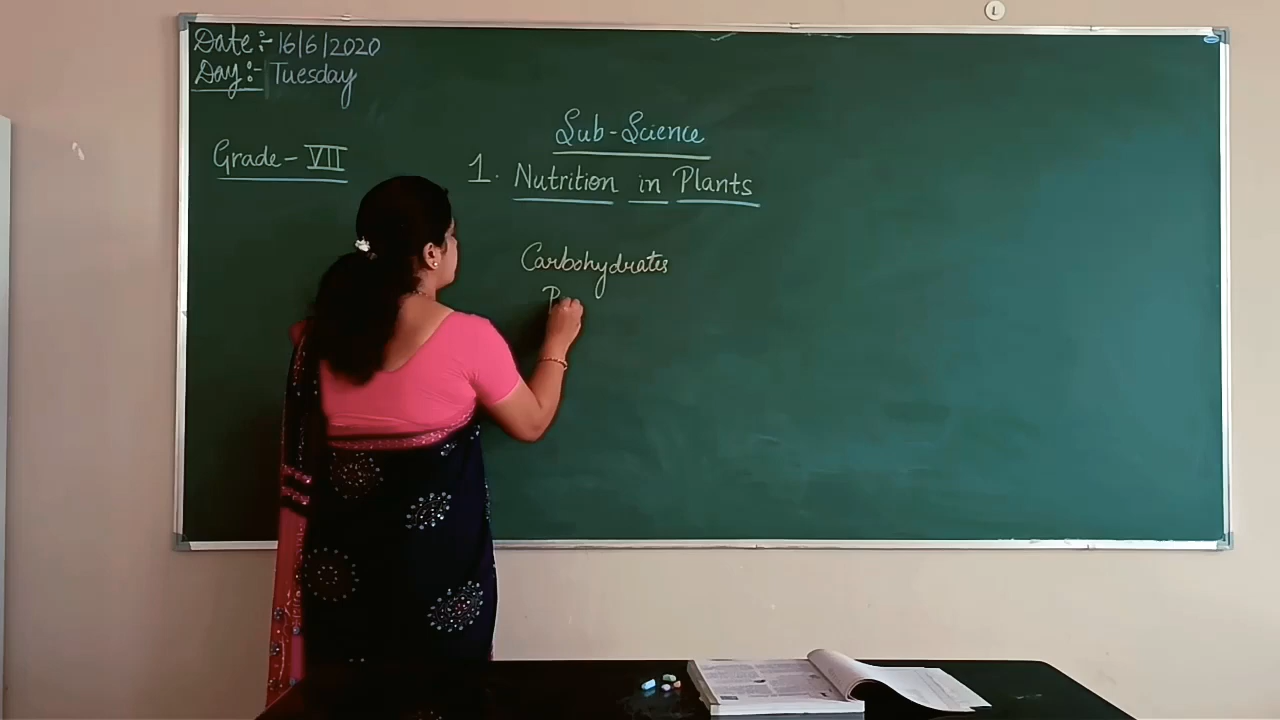 Date:- 16/6/2020
Day:- Tuesday
Sub-Science
Grade- VII
1. Nutrition in Plants
Carbohydrates
P